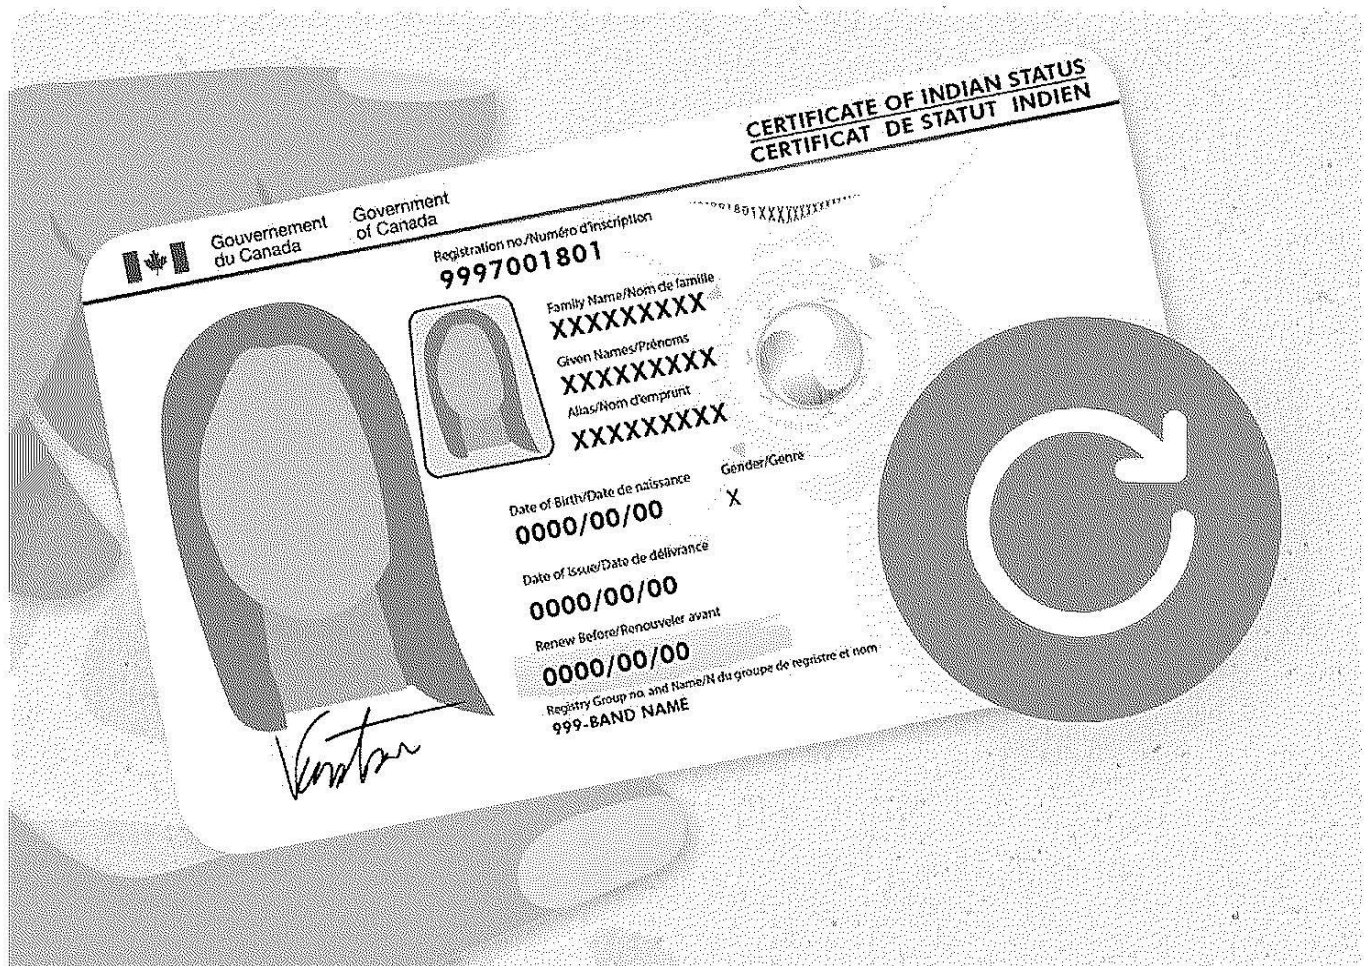 CERTIFICATE OF INDIAN STATUS
CERTIFICAT DE STATUT INDIEN
Gouvernement
du Canada
Government
of Canada
Registration no./Numéro d'inscription
9997001801
Family Name/Nom de famille
XXXXXXXXX
Given Names/Prénoms
XXXXXXXXX
Alias/Nom d'emprunt
XXXXXXXXX
Date of Birth/Date de naissance
0000/00/00
Gender/Genre
X
Date of Issue/Date de délivrance
0000/00/00
Renew Before/Renouveler avant
0000/00/00
Registry Group no. and Name/N du groupe de regristre et nom
999-BAND NAME